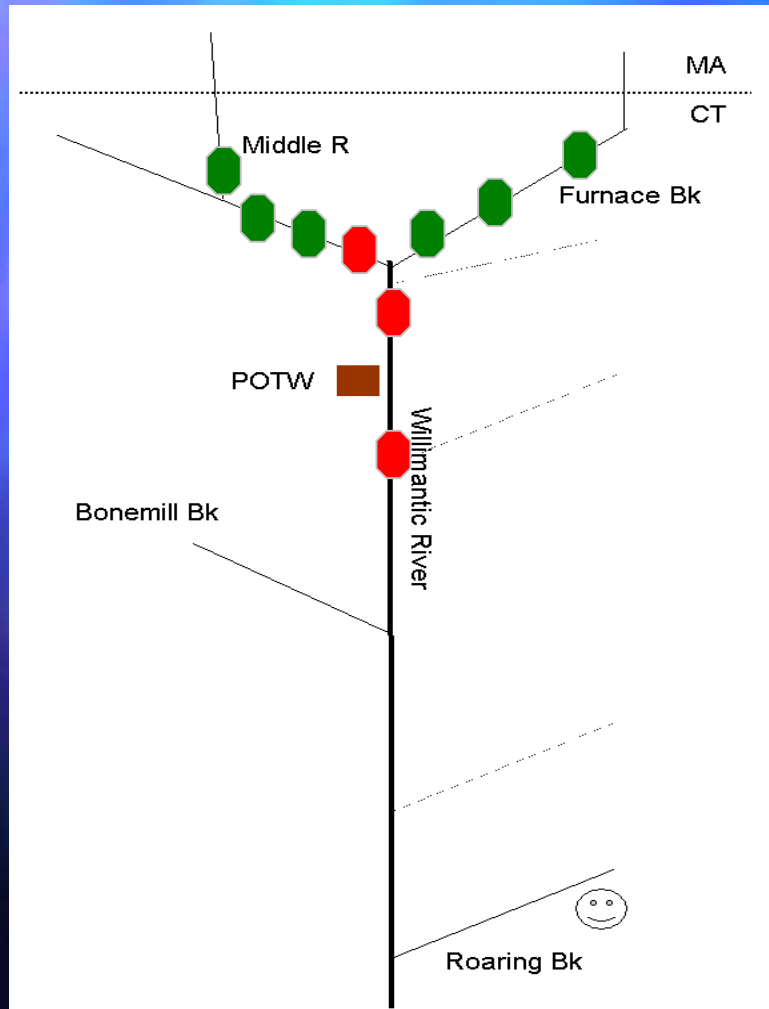 MA
CT
Middle R
Furnace Bk
POTW
Willimantic River
Bonemill Bk
Roaring Bk